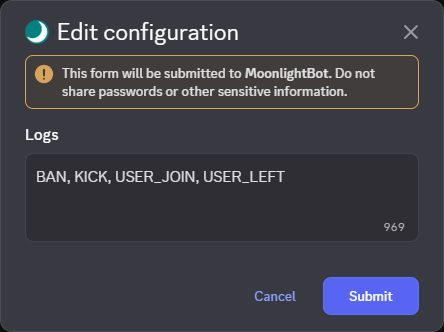 Edit configuration
This form will be submitted to MoonlightBot. Do not
share passwords or other sensitive information.
Logs
BAN, KICK, USER_JOIN, USER_LEFT
969
Cancel
Submit